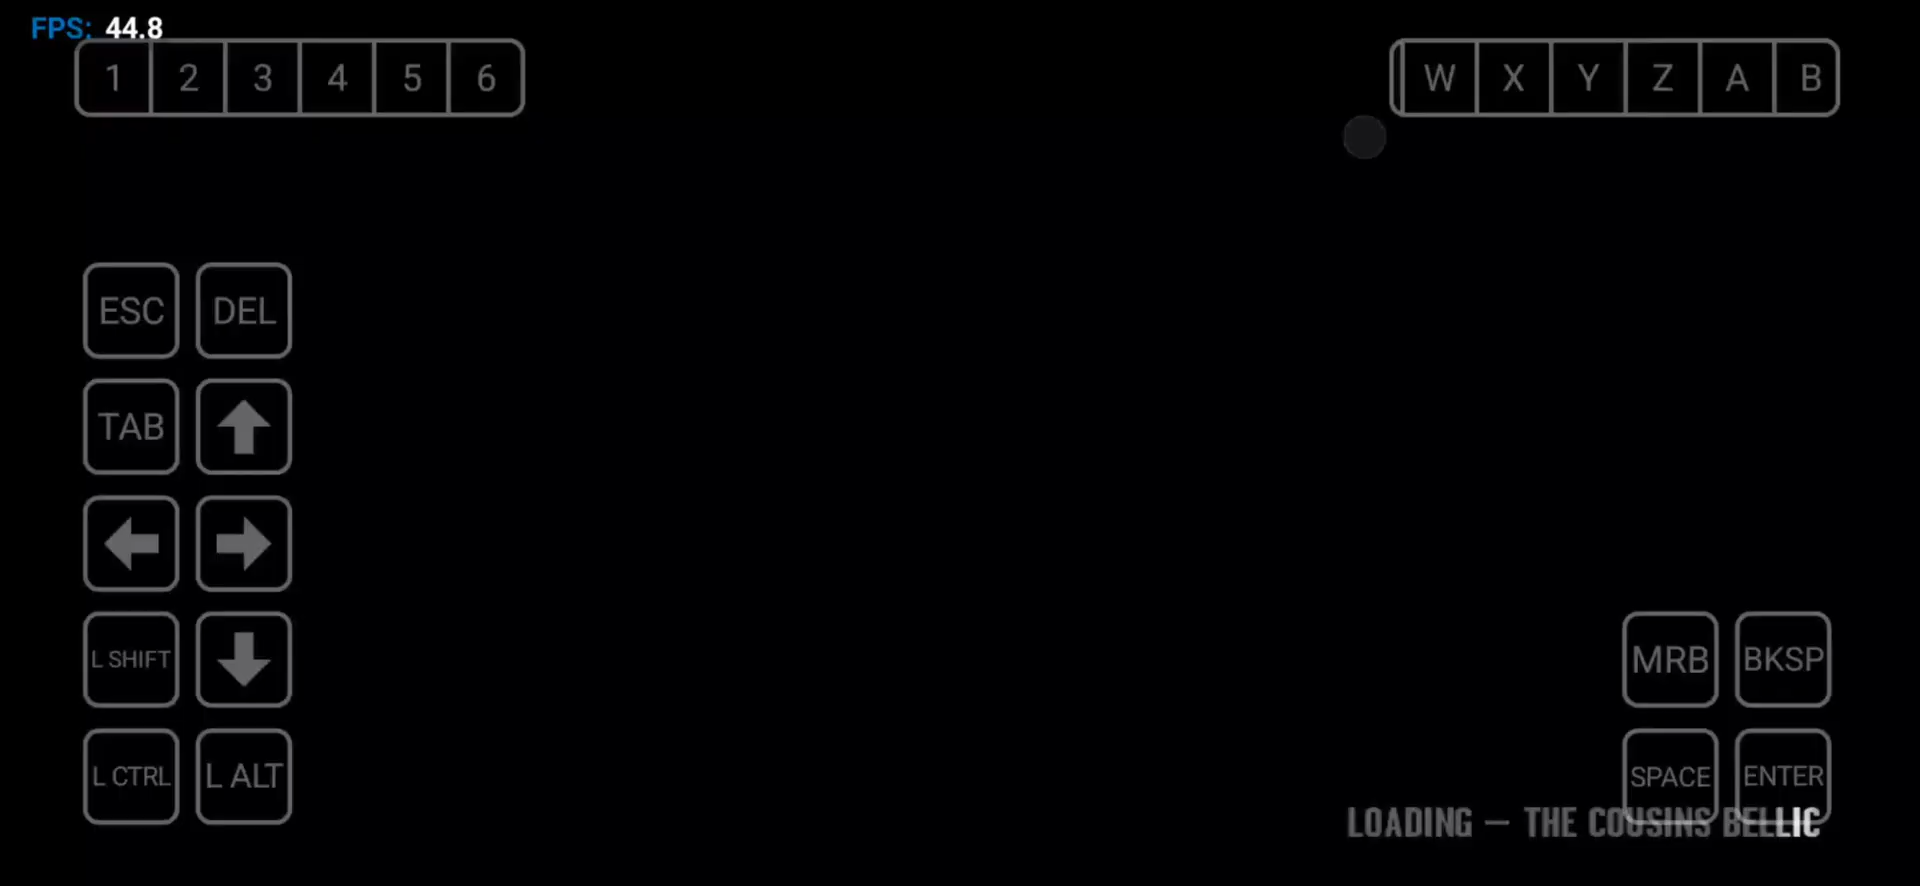 FPS: 44.8
1 2 3 4 5 6
W X Y Z A B
ESC DEL
TAB
L SHIFT
MRB BKSP
L CTRL L ALT
SPACE ENTER
LOADING — THE COUSINS BELLIC